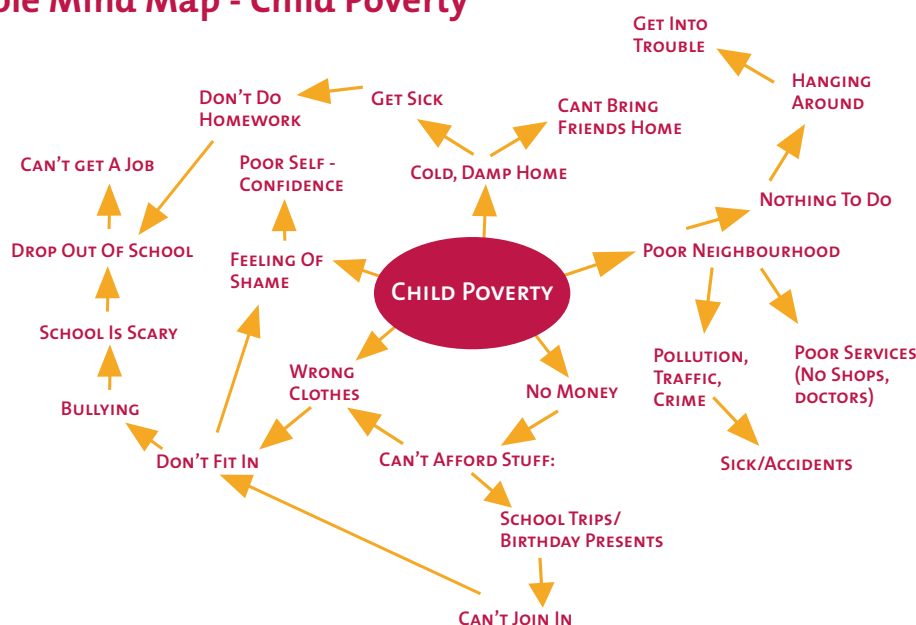 ble Mind Map - Child Poverty
Get Into
Trouble
Hanging
Around
Don't Do
Homework
Get Sick
Cant Bring
Friends Home
Can't get A Job
Poor Self -
Confidence
Cold, Damp Home
Nothing To Do
Drop Out Of School
Feeling Of
Shame
Poor Neighbourhood
Child Poverty
School Is Scary
Wrong
Clothes
No Money
Pollution,
Traffic,
Crime
Poor Services
(No Shops,
doctors)
Bullying
Don't Fit In
Can't Afford Stuff:
Sick/Accidents
School Trips/
Birthday Presents
Can't Join In